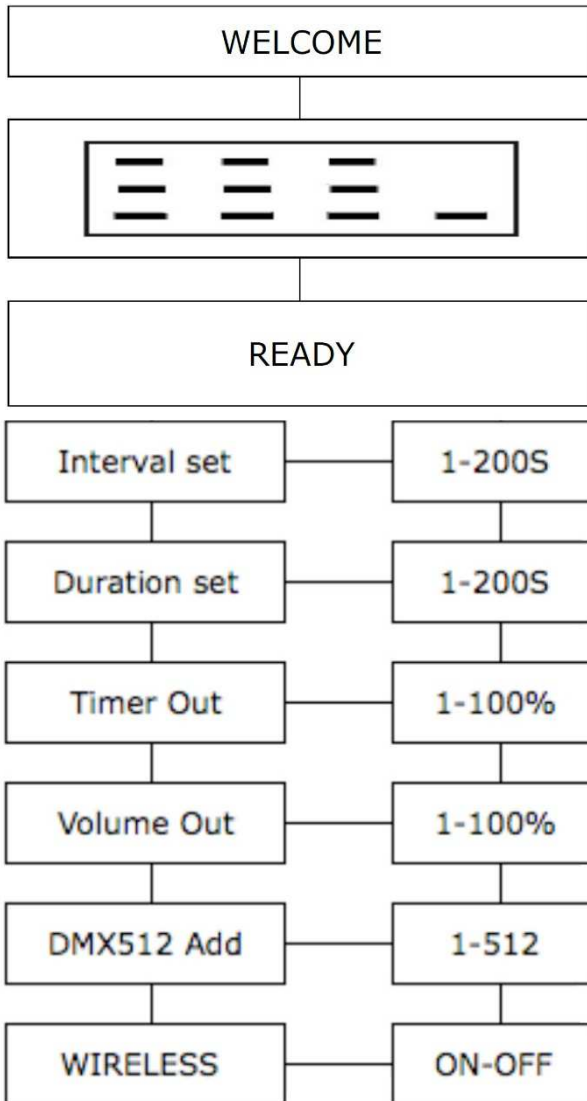 WELCOME
READY
Interval set 1-200S
Duration set 1-200S
Timer Out 1-100%
Volume Out 1-100%
DMX512 Add 1-512
WIRELESS ON-OFF